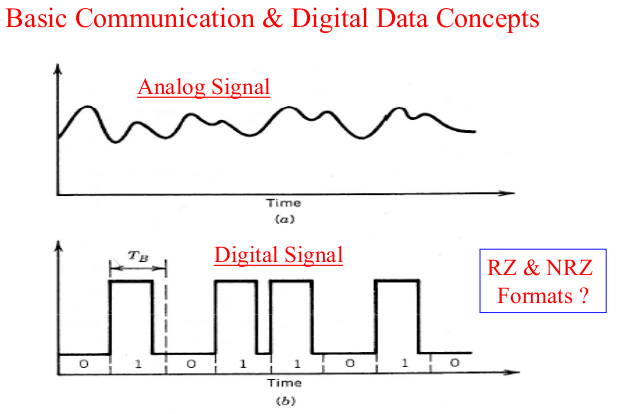 Basic Communication & Digital Data Concepts
Analog Signal
Time
(a)
T_B
Digital Signal
RZ & NRZ
Formats ?
0 1 0 1 1 0 1 0
Time
(b)